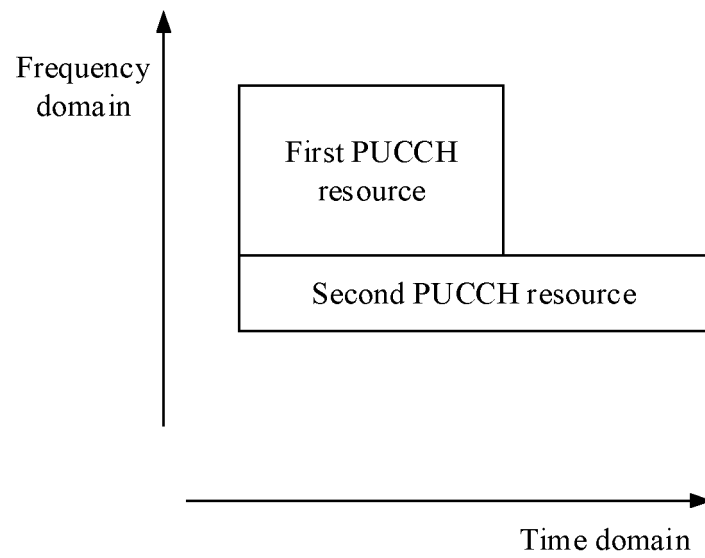 Frequency
domain
First PUCCH
resource
Second PUCCH resource
Time domain